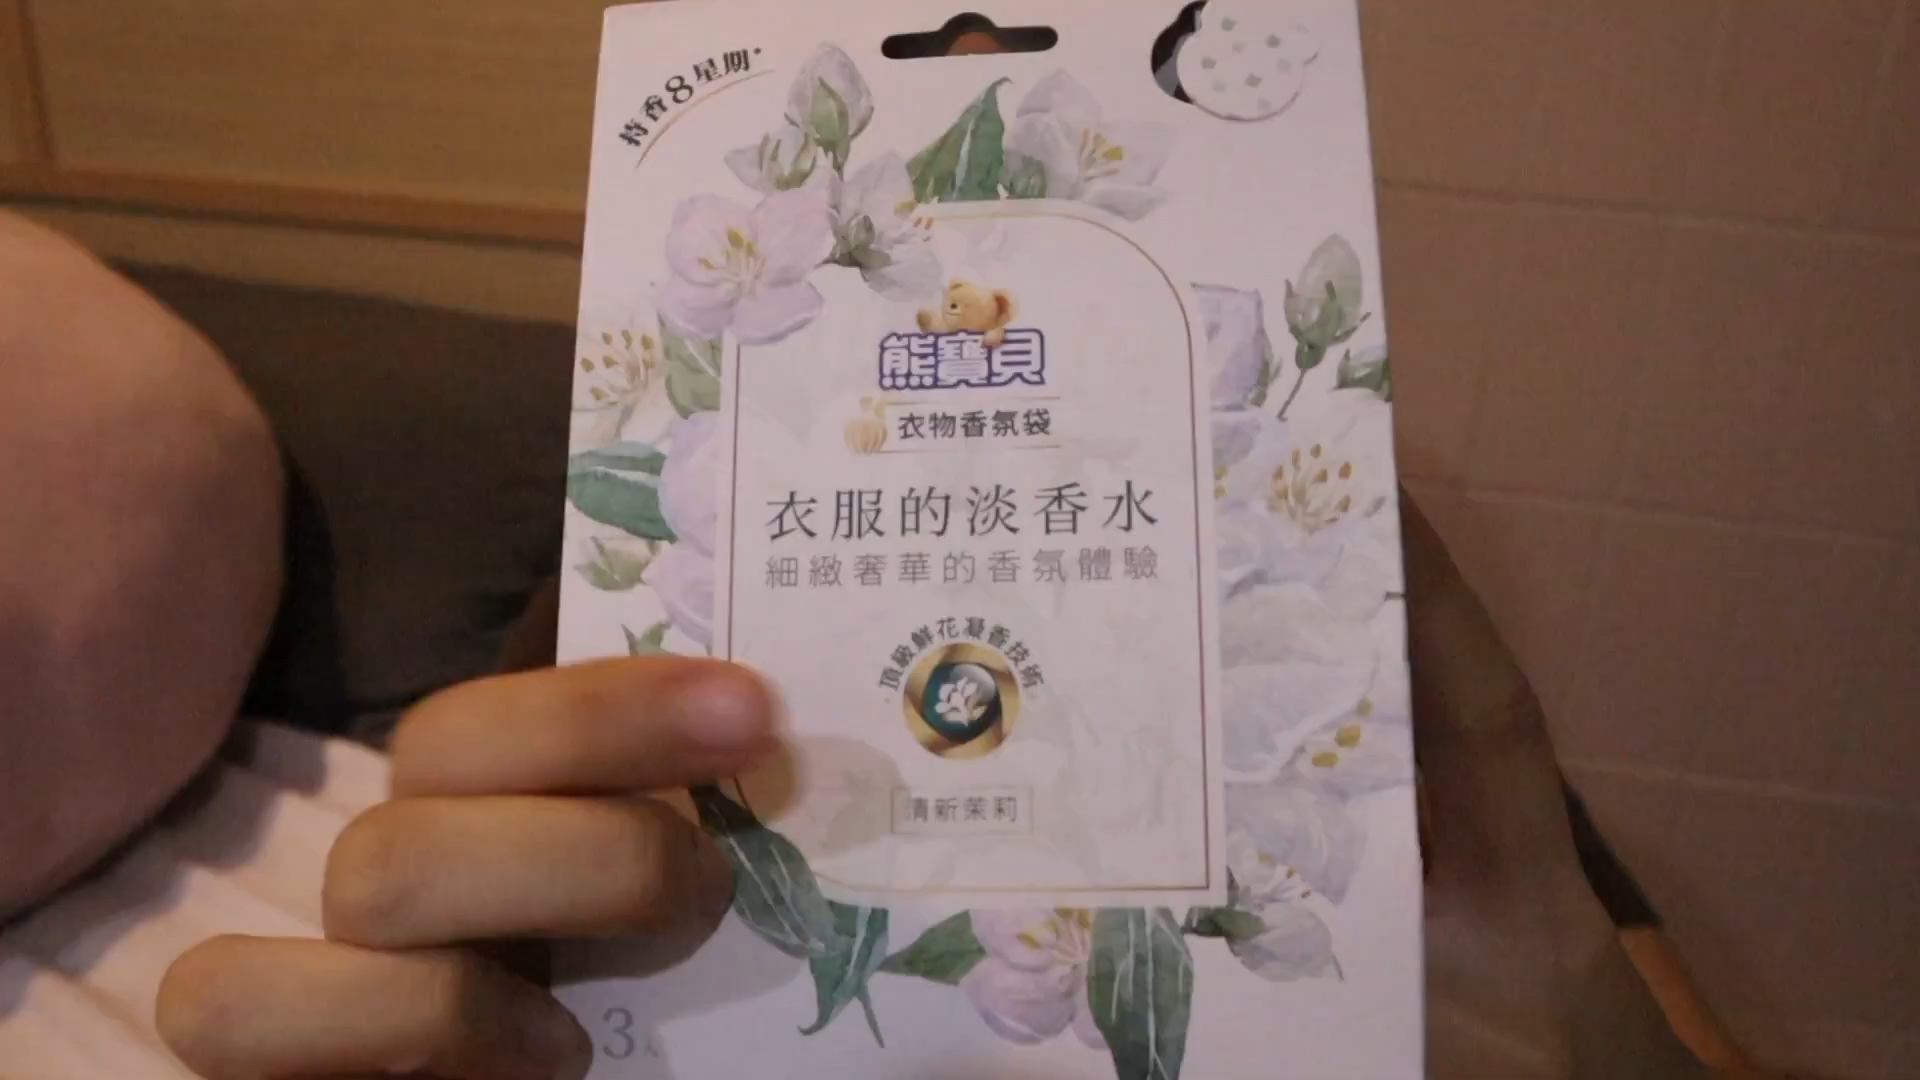 持香8星期*
熊寶貝
衣物香氛袋
衣服的淡香水
細緻奢華的香氛體驗
頂級鮮花凝香技術
清新茉莉
3入